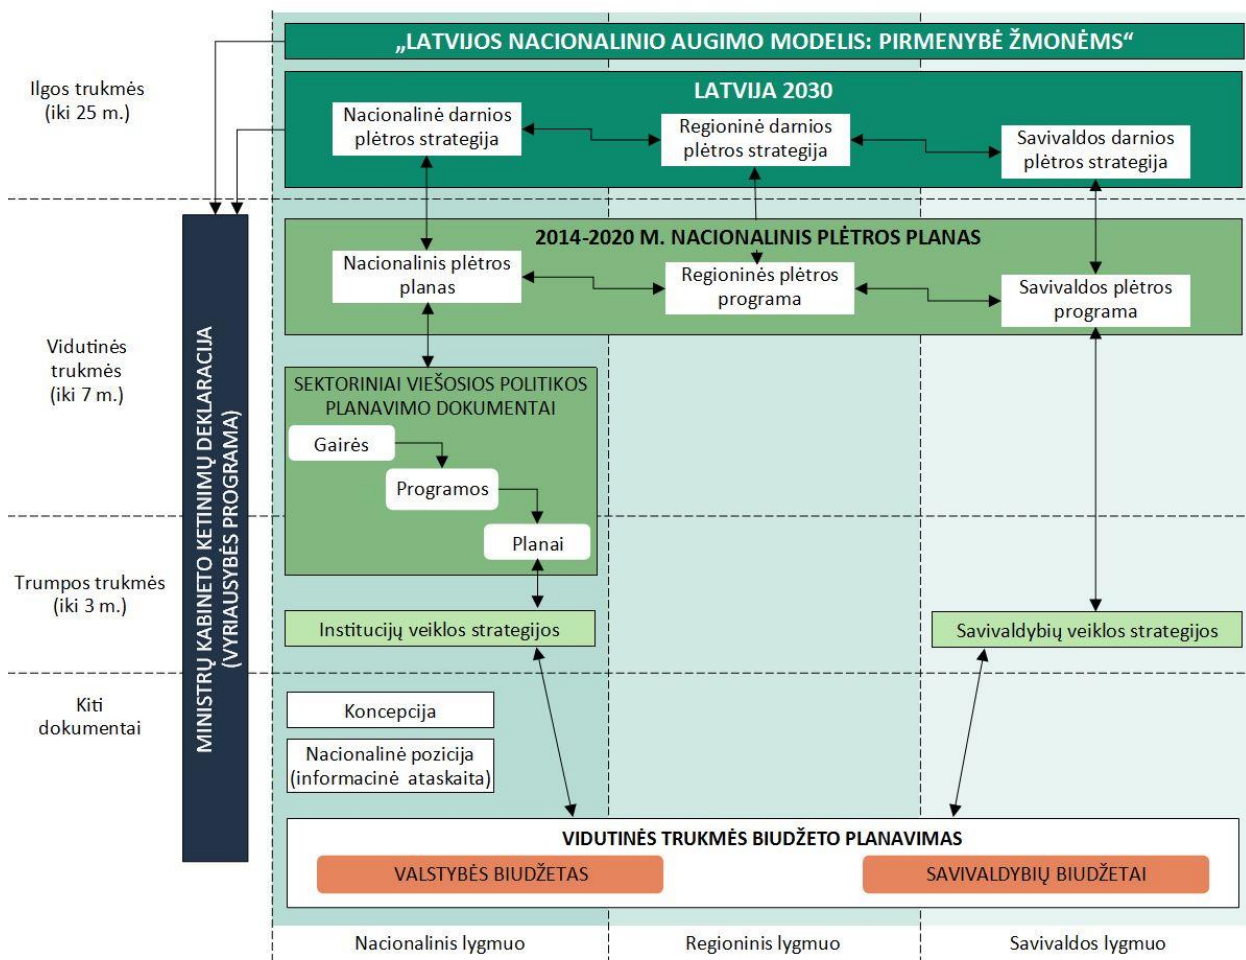 „LATVIJOS NACIONALINIO AUGIMO MODELIS: PIRMENYBĖ ŽMONĖMS“
Ilgos trukmės
(iki 25 m.)
LATVIJA 2030
Nacionalinė darnios
plėtros strategija
Regioninė darnios
plėtros strategija
Savivaldos darnios
plėtros strategija
MINISTRŲ KABINETO KETINIMŲ DEKLARACIJA
(VYRIAUSYBĖS PROGRAMA)
2014-2020 M. NACIONALINIS PLĖTROS PLANAS
Nacionalinis plėtros
planas
Regioninės plėtros
programa
Savivaldos plėtros
programa
Vidutinės
trukmės
(iki 7 m.)
SEKTORINIAI VIEŠOSIOS POLITIKOS
PLANAVIMO DOKUMENTAI
Gairės
Programos
Planai
Trumpos trukmės
(iki 3 m.)
Institucijų veiklos strategijos
Savivaldybių veiklos strategijos
Kiti
dokumentai
Koncepcija
Nacionalinė pozicija
(informacinė ataskaita)
VIDUTINĖS TRUKMĖS BIUDŽETO PLANAVIMAS
VALSTYBĖS BIUDŽETAS
SAVIVALDYBIŲ BIUDŽETAI
Nacionalinis lygmuo
Regioninis lygmuo
Savivaldos lygmuo